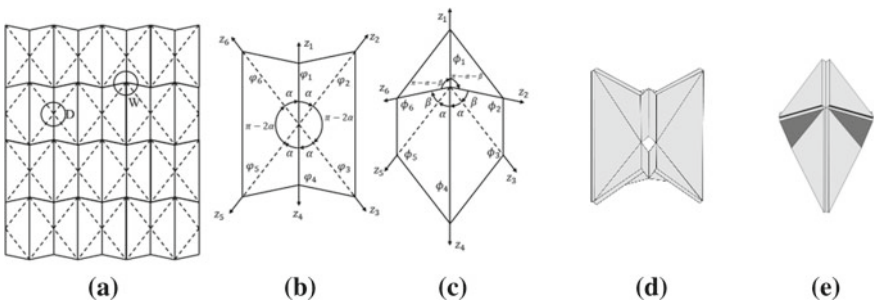 D
W
z₆
z₁
z₂
φ₆
φ₁
φ₂
α
α
π−2α
π−2α
α
α
φ₅
φ₄
φ₃
z₅
z₄
z₃
z₁
ϕ₁
π−α−β
π−α−β
z₆
z₂
ϕ₆
β
β
ϕ₂
α
α
ϕ₅
ϕ₃
z₅
ϕ₄
z₃
z₄
(a) (b) (c) (d) (e)